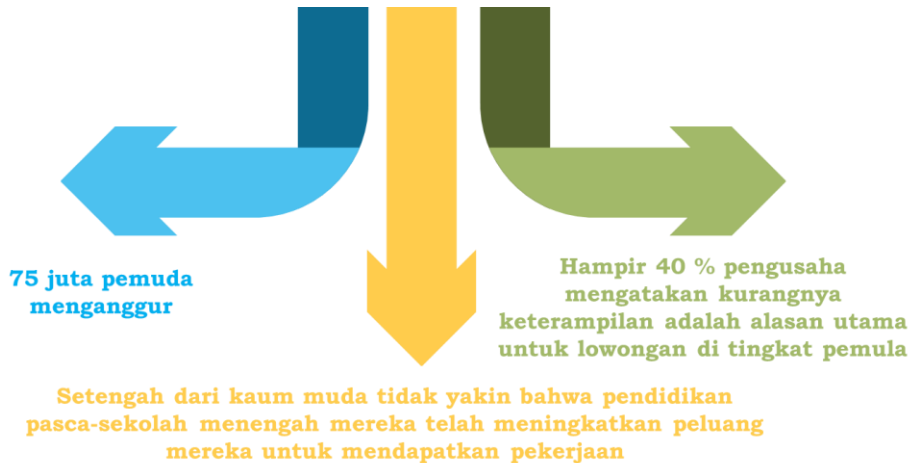 75 juta pemuda
menganggur
Hampir 40 % pengusaha
mengatakan kurangnya
keterampilan adalah alasan utama
untuk lowongan di tingkat pemula
Setengah dari kaum muda tidak yakin bahwa pendidikan
pasca-sekolah menengah mereka telah meningkatkan peluang
mereka untuk mendapatkan pekerjaan